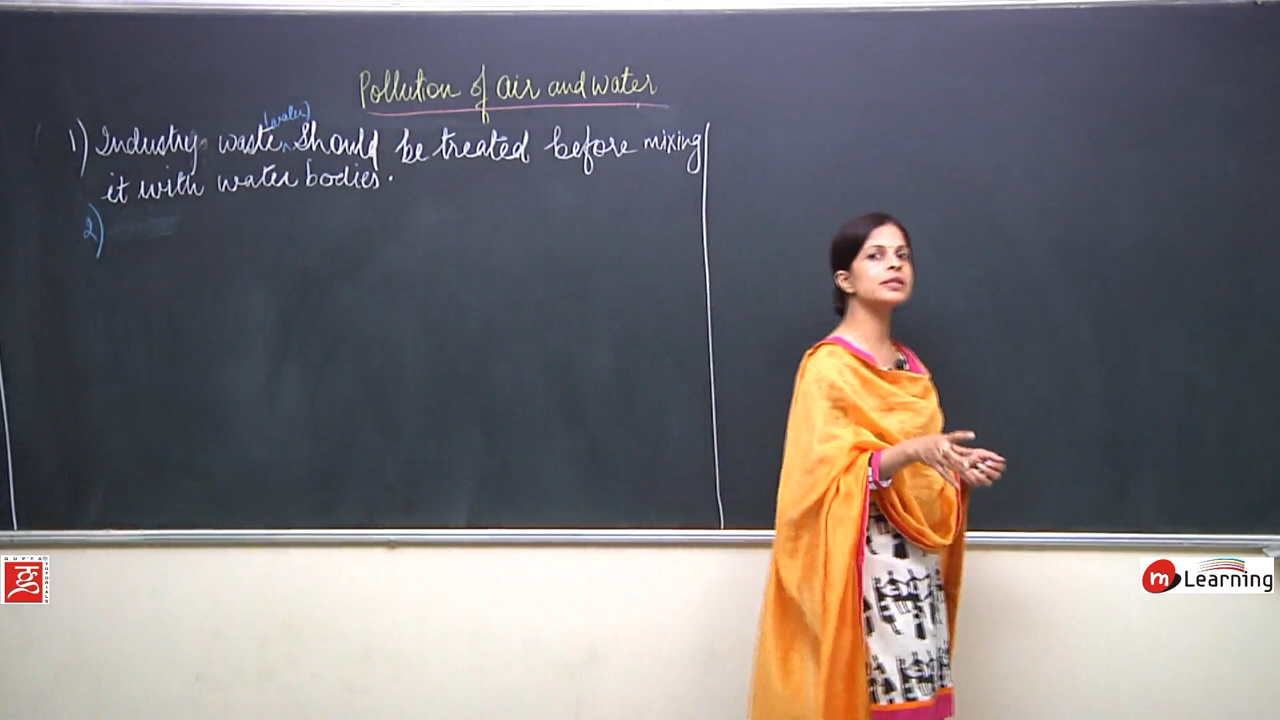 Pollution of air and water
(water)
1) Industry waste ^ should be treated before mixing
it with water bodies.
2)
GUPTA
TUTORIALS
m Learning